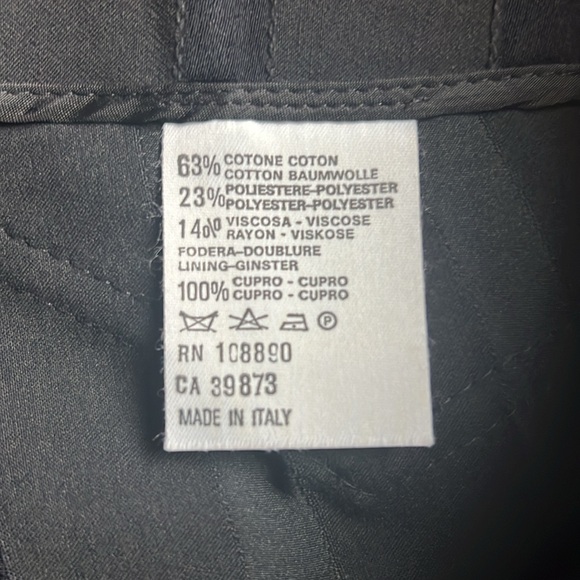 63% COTONE COTON
COTTON BAUMWOLLE
23% POLIESTERE-POLYESTER
POLYESTER-POLYESTER
14% VISCOSA - VISCOSE
RAYON - VISKOSE
FODERA-DOUBLURE
LINING-GINSTER
100% CUPRO - CUPRO
CUPRO - CUPRO
P
RN 108890
CA 39873
MADE IN ITALY